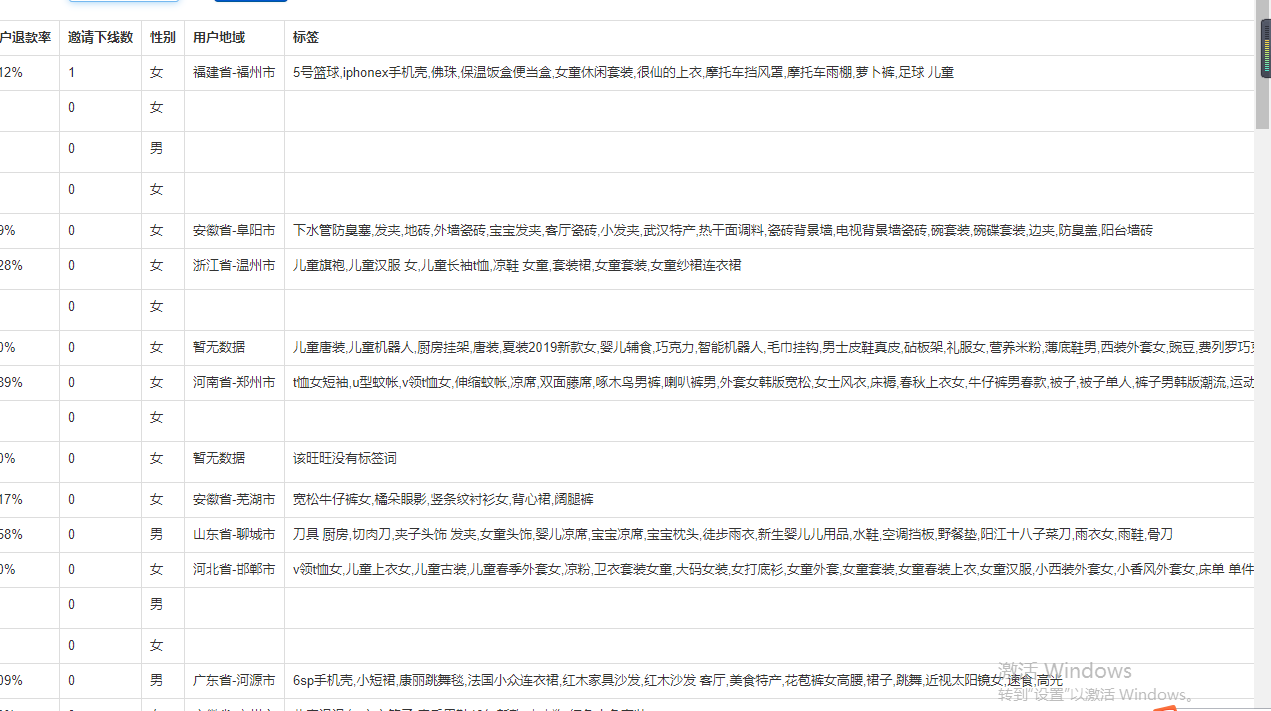 户退款率 邀请下线数 性别 用户地域 标签
12% 1 女 福建省-福州市 5号篮球,iphonex手机壳,佛珠,保温饭盒便当盒,女童休闲套装,很仙的上衣,摩托车挡风罩,摩托车雨棚,萝卜裤,足球 儿童
0 女
0 男
0 女
9% 0 女 安徽省-阜阳市 下水管防臭塞,发夹,地砖,外墙瓷砖,宝宝发夹,客厅瓷砖,小发夹,武汉特产,热干面调料,瓷砖背景墙,电视背景墙瓷砖,碗套装,碗碟套装,边夹,防臭盖,阳台墙砖
28% 0 女 浙江省-温州市 儿童旗袍,儿童汉服 女,儿童长袖t恤,凉鞋 女童,套装裙,女童套装,女童纱裙连衣裙
0 女
0% 0 女 暂无数据 儿童唐装,儿童机器人,厨房挂架,唐装,夏装2019新款女,婴儿辅食,巧克力,智能机器人,毛巾挂钩,男士皮鞋真皮,砧板架,礼服女,营养米粉,薄底鞋男,西装外套女,豌豆,费列罗巧克
39% 0 女 河南省-郑州市 t恤女短袖,u型蚊帐,v领t恤女,伸缩蚊帐,凉席,双面藤席,啄木鸟男裤,喇叭裤男,外套女韩版宽松,女士风衣,床褥,春秋上衣女,牛仔裤男春款,被子,被子单人,裤子男韩版潮流,运动
0 女
0% 0 女 暂无数据 该旺旺没有标签词
17% 0 女 安徽省-芜湖市 宽松牛仔裤女,橘朵眼影,竖条纹衬衫女,背心裙,阔腿裤
58% 0 男 山东省-聊城市 刀具 厨房,切肉刀,夹子头饰 发夹,女童头饰,婴儿凉席,宝宝凉席,宝宝枕头,徒步雨衣,新生婴儿儿用品,水鞋,空调挡板,野餐垫,阳江十八子菜刀,雨衣女,雨鞋,骨刀
0% 0 女 河北省-邯郸市 v领t恤女,儿童上衣女,儿童古装,儿童春季外套女,凉粉,卫衣套装女童,大码女装,女打底衫,女童外套,女童套装,女童春装上衣,女童汉服,小西装外套女,小香风外套女,床单 单件
0 男
0 女
09% 0 男 广东省-河源市 6sp手机壳,小短裙,康丽跳舞毯,法国小众连衣裙,红木家具沙发,红木沙发 客厅,美食特产,花苞裤女高腰,裙子,跳舞,近视太阳镜女,速食,高光
激活 Windows
转到"设置"以激活 Windows。